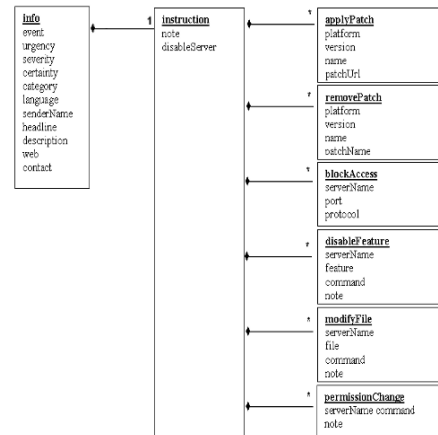 info
event
urgency
severity
certainty
category
language
senderName
headline
description
web
contact
1
instruction
note
disableServer
*
applyPatch
platform
version
name
patchUrl
*
removePatch
platform
version
name
patchName
*
blockAccess
serverName
port
protocol
*
disableFeature
serverName
feature
command
note
*
modifyFile
serverName
file
command
note
*
permissionChange
serverName command
note